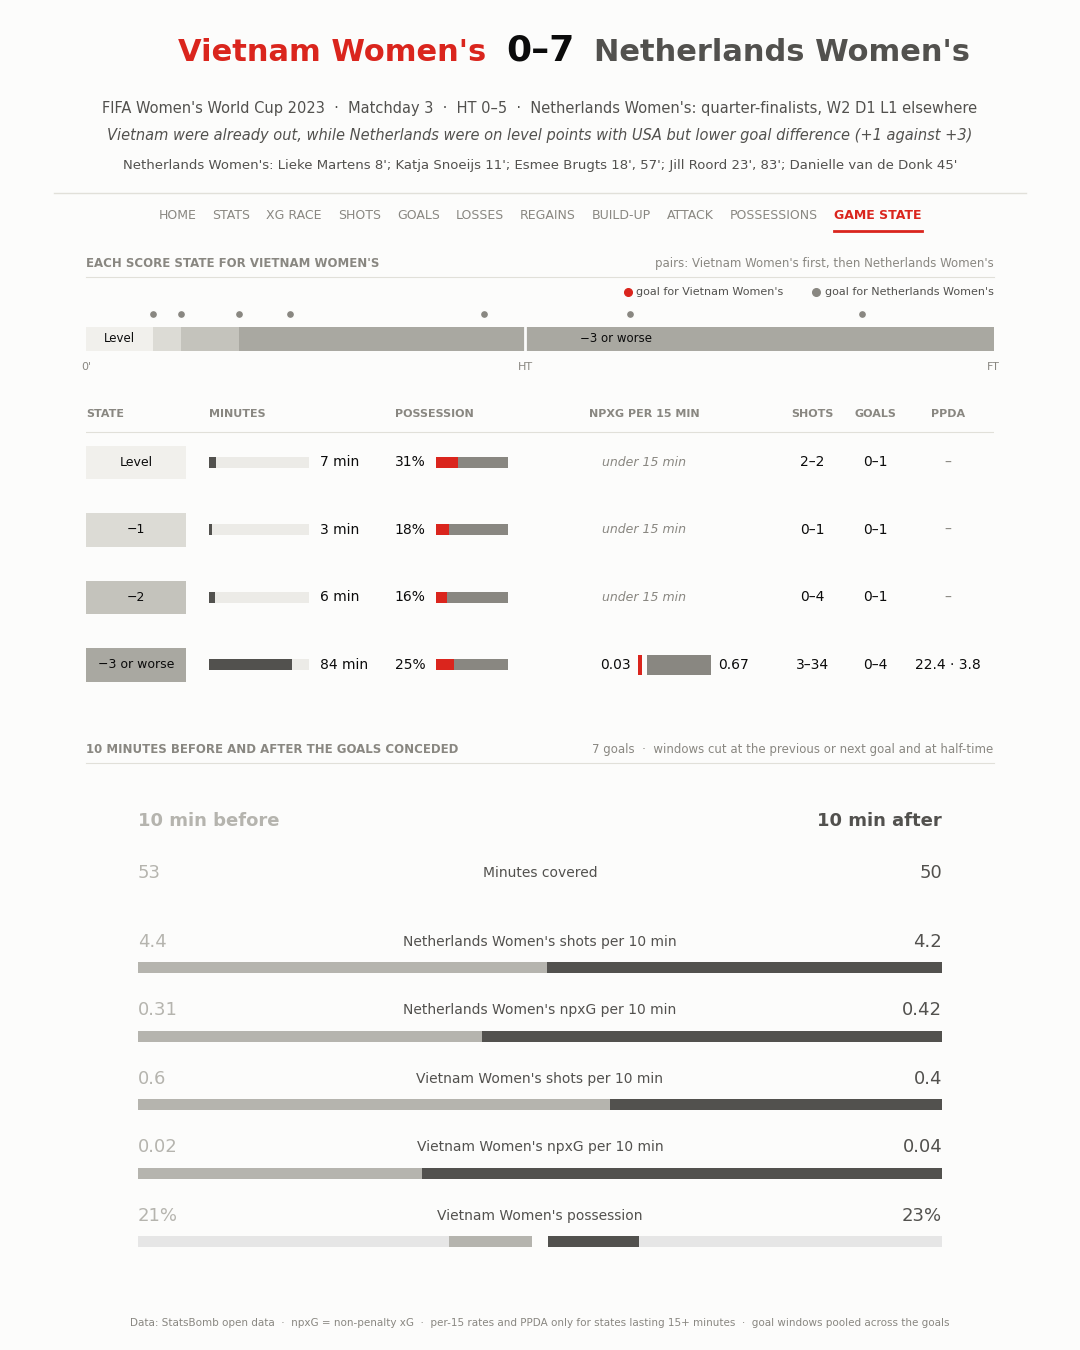 Vietnam Women's 0–7 Netherlands Women's
FIFA Women's World Cup 2023 · Matchday 3 · HT 0–5 · Netherlands Women's: quarter-finalists, W2 D1 L1 elsewhere
Vietnam were already out, while Netherlands were on level points with USA but lower goal difference (+1 against +3)
Netherlands Women's: Lieke Martens 8'; Katja Snoeijs 11'; Esmee Brugts 18', 57'; Jill Roord 23', 83'; Danielle van de Donk 45'
HOME STATS XG RACE SHOTS GOALS LOSSES REGAINS BUILD-UP ATTACK POSSESSIONS GAME STATE
EACH SCORE STATE FOR VIETNAM WOMEN'S pairs: Vietnam Women's first, then Netherlands Women's
goal for Vietnam Women's goal for Netherlands Women's
Level −3 or worse
0' HT FT
STATE MINUTES POSSESSION NPXG PER 15 MIN SHOTS GOALS PPDA
Level 7 min 31% under 15 min 2–2 0–1 –
−1 3 min 18% under 15 min 0–1 0–1 –
−2 6 min 16% under 15 min 0–4 0–1 –
−3 or worse 84 min 25% 0.03 0.67 3–34 0–4 22.4 · 3.8
10 MINUTES BEFORE AND AFTER THE GOALS CONCEDED 7 goals · windows cut at the previous or next goal and at half-time
10 min before 10 min after
53 Minutes covered 50
4.4 Netherlands Women's shots per 10 min 4.2
0.31 Netherlands Women's npxG per 10 min 0.42
0.6 Vietnam Women's shots per 10 min 0.4
0.02 Vietnam Women's npxG per 10 min 0.04
21% Vietnam Women's possession 23%
Data: StatsBomb open data · npxG = non-penalty xG · per-15 rates and PPDA only for states lasting 15+ minutes · goal windows pooled across the goals